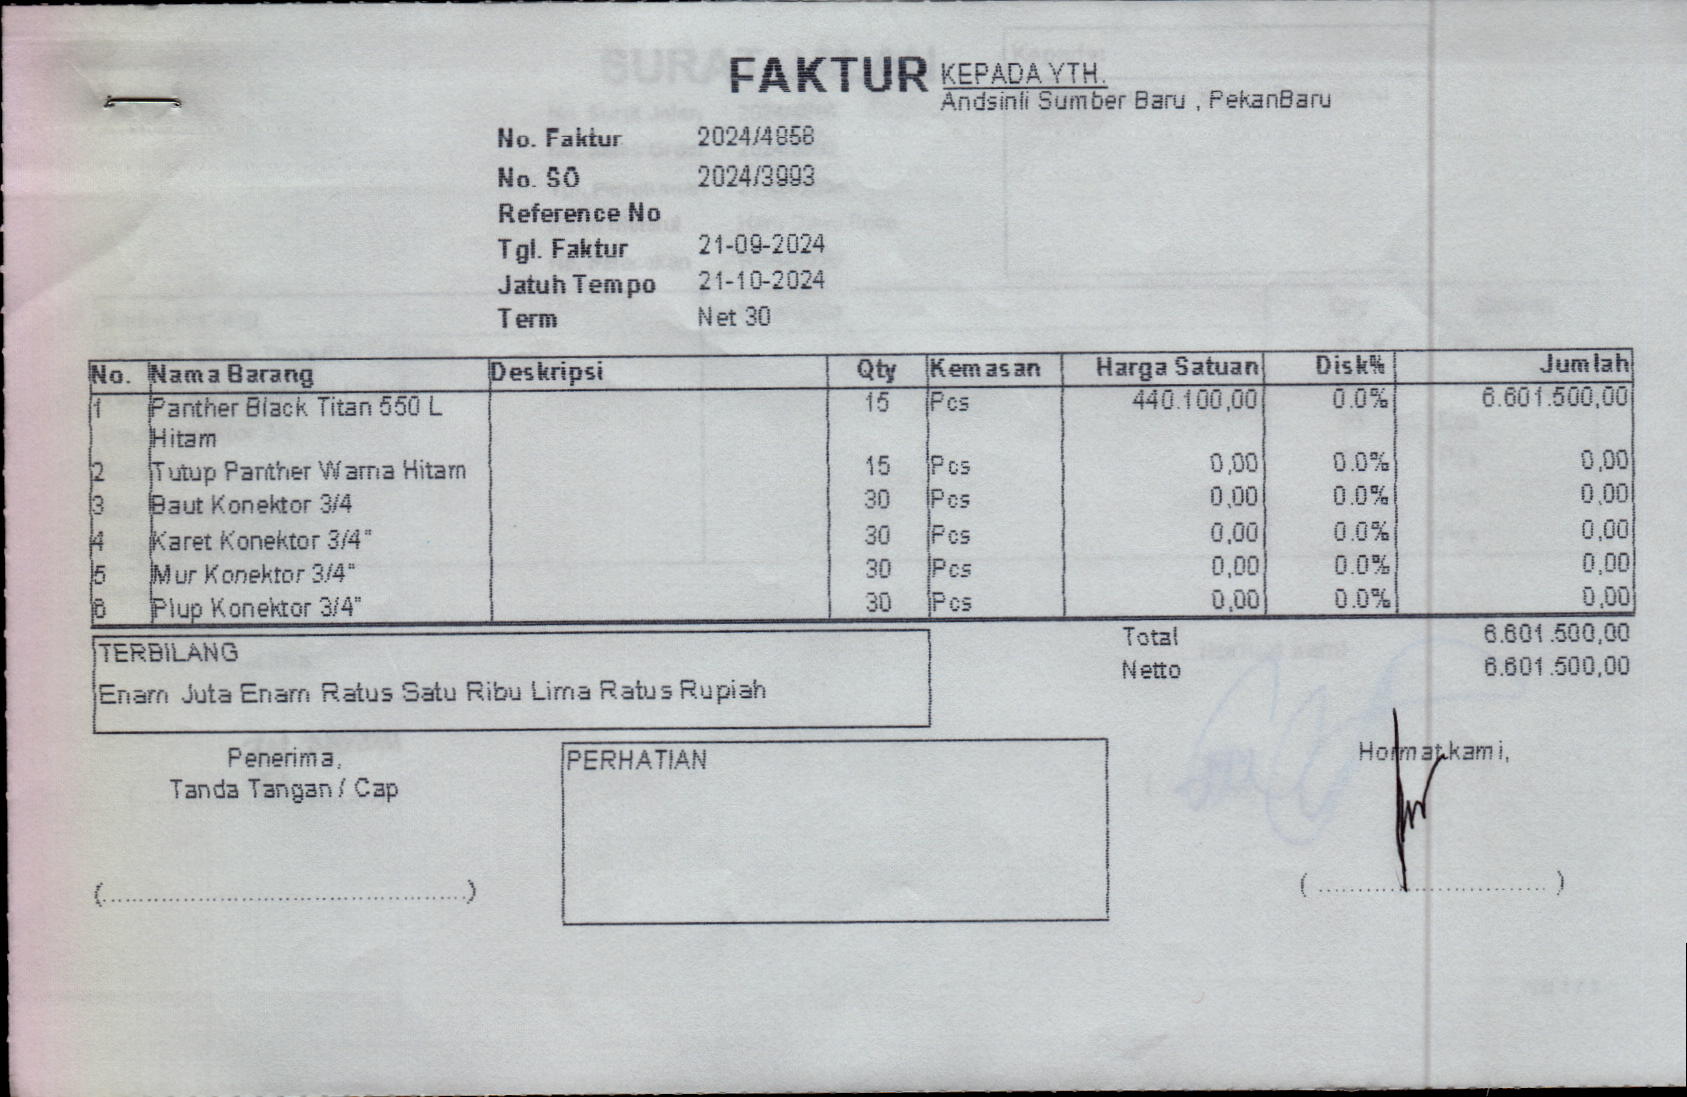 FAKTUR
KEPADA YTH.
Andsinli Sumber Baru , PekanBaru
No. Faktur 2024/4858
No. SO 2024/3993
Reference No
Tgl. Faktur 21-09-2024
Jatuh Tempo 21-10-2024
Term Net 30
No. Nama Barang Deskripsi Qty Kemasan Harga Satuan Disk% Jumlah
1 Panther Black Titan 550 L 15 Pcs 440.100,00 0.0% 6.601.500,00
Hitam
2 Tutup Panther Warna Hitam 15 Pcs 0,00 0.0% 0,00
3 Baut Konektor 3/4 30 Pcs 0,00 0.0% 0,00
4 Karet Konektor 3/4" 30 Pcs 0,00 0.0% 0,00
5 Mur Konektor 3/4" 30 Pcs 0,00 0.0% 0,00
6 Plup Konektor 3/4" 30 Pcs 0,00 0.0% 0,00
Total 6.601.500,00
Netto 6.601.500,00
TERBILANG
Enam Juta Enam Ratus Satu Ribu Lima Ratus Rupiah
Penerima,
Tanda Tangan / Cap
(..................................................)
PERHATIAN
Hormat kami,
( .................................. )